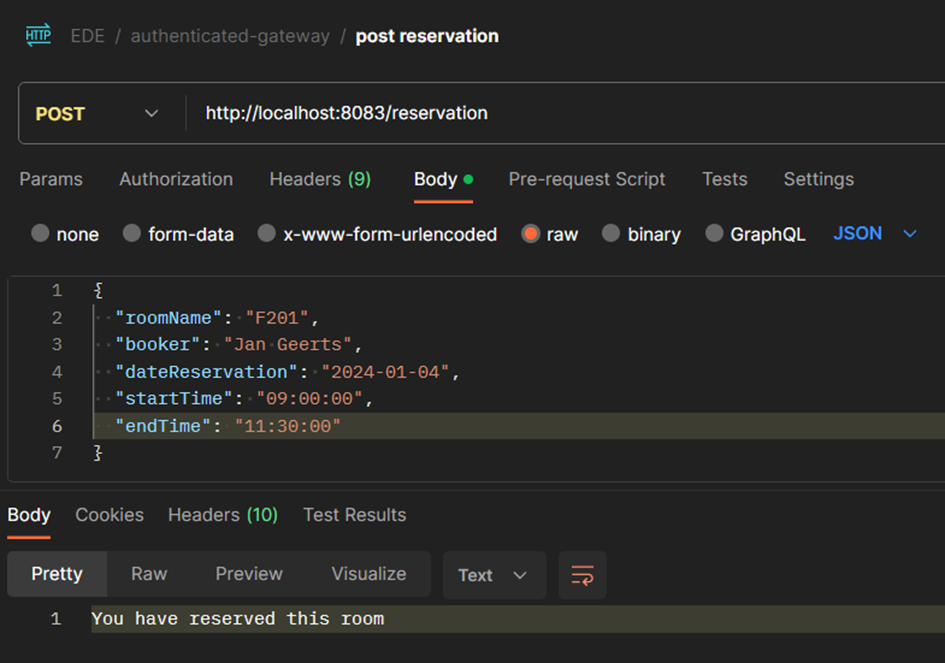 HTTP EDE / authenticated-gateway / post reservation
POST http://localhost:8083/reservation
Params Authorization Headers (9) Body Pre-request Script Tests Settings
none form-data x-www-form-urlencoded raw binary GraphQL JSON
1 {
2 "roomName": "F201",
3 "booker": "Jan Geerts",
4 "dateReservation": "2024-01-04",
5 "startTime": "09:00:00",
6 "endTime": "11:30:00"
7 }
Body Cookies Headers (10) Test Results
Pretty Raw Preview Visualize Text
1 You have reserved this room